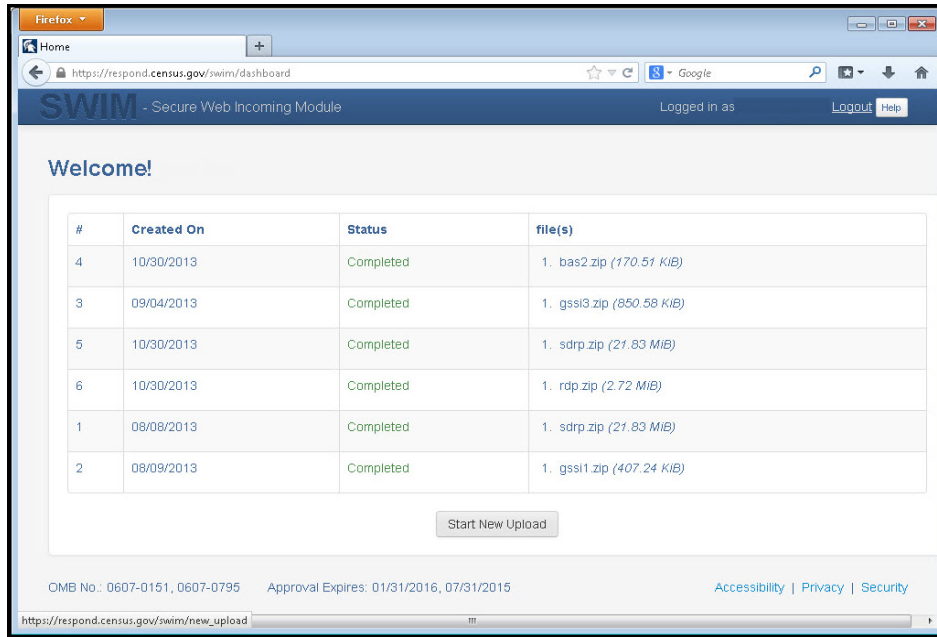 Firefox
Home +
https://respond.census.gov/swim/dashboard 8 - Google
SWIM - Secure Web Incoming Module Logged in as Logout Help
Welcome!
# Created On Status file(s)
4 10/30/2013 Completed 1. bas2.zip (170.51 KiB)
3 09/04/2013 Completed 1. gssi3.zip (850.58 KiB)
5 10/30/2013 Completed 1. sdrp.zip (21.83 MiB)
6 10/30/2013 Completed 1. rdp.zip (2.72 MiB)
1 08/08/2013 Completed 1. sdrp.zip (21.83 MiB)
2 08/09/2013 Completed 1. gssi1.zip (407.24 KiB)
Start New Upload
OMB No.: 0607-0151, 0607-0795 Approval Expires: 01/31/2016, 07/31/2015 Accessibility | Privacy | Security
https://respond.census.gov/swim/new_upload